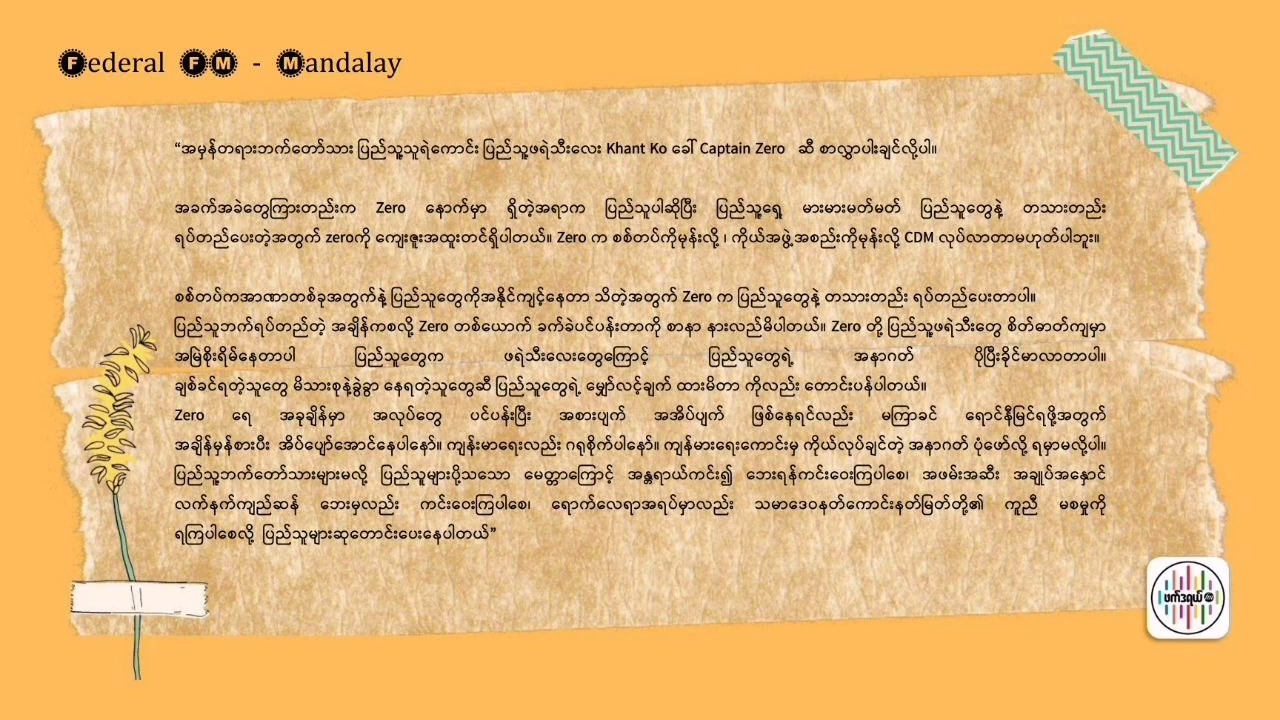 Federal FM - Mandalay
“အမှန်တရားဘက်တော်သား ပြည်သူ့သူရဲကောင်း ပြည်သူ့ဖရဲသီးလေး Khant Ko ခေါ် Captain Zero ဆီ စာလွှာပါးချင်လို့ပါ။
အခက်အခဲတွေကြားတည်းက Zero နောက်မှာ ရှိတဲ့အရာက ပြည်သူပါဆိုပြီး ပြည်သူ့ရှေ့ မားမားမတ်မတ် ပြည်သူတွေနဲ့ တသားတည်း
ရပ်တည်ပေးတဲ့အတွက် zeroကို ကျေးဇူးအထူးတင်ရှိပါတယ်။ Zero က စစ်တပ်ကိုမုန်းလို့ ၊ ကိုယ်အဖွဲ့အစည်းကိုမုန်းလို့ CDM လုပ်လာတာမဟုတ်ပါဘူး။
စစ်တပ်ကအာဏာတစ်ခုအတွက်နဲ့ ပြည်သူတွေကိုအနိုင်ကျင့်နေတာ သိတဲ့အတွက် Zero က ပြည်သူတွေနဲ့ တသားတည်း ရပ်တည်ပေးတာပါ။
ပြည်သူဘက်ရပ်တည်တဲ့ အချိန်ကစလို့ Zero တစ်ယောက် ခက်ခဲပင်ပန်းတာကို စာနာ နားလည်မိပါတယ်။ Zero တို့ ပြည်သူ့ဖရဲသီးတွေ စိတ်ဓာတ်ကျမှာ
အမြဲစိုးရိမ်နေတာပါ ပြည်သူတွေက ဖရဲသီးလေးတွေကြောင့် ပြည်သူတွေရဲ့ အနာဂတ် ပိုပြီးခိုင်မာလာတာပါ။
ချစ်ခင်ရတဲ့သူတွေ မိသားစုနဲ့ခွဲခွာ နေရတဲ့သူတွေဆီ ပြည်သူတွေရဲ့ မျှော်လင့်ချက် ထားမိတာ ကိုလည်း တောင်းပန်ပါတယ်။
Zero ရေ အခုချိန်မှာ အလုပ်တွေ ပင်ပန်းပြီး အစားပျက် အအိပ်ပျက် ဖြစ်နေရင်လည်း မကြာခင် ရောင်နီမြင်ရဖို့အတွက်
အချိန်မှန်စားပီး အိပ်ပျော်အောင်နေပါနော်။ ကျန်းမာရေးလည်း ဂရုစိုက်ပါနော်။ ကျန်းမားရေးကောင်းမှ ကိုယ်လုပ်ချင်တဲ့ အနာဂတ် ပုံဖော်လို့ ရမှာမလို့ပါ။
ပြည်သူ့ဘက်တော်သားများမလို့ ပြည်သူများပို့သသော မေတ္တာကြောင့် အန္တရာယ်ကင်း၍ ဘေးရန်ကင်းဝေးကြပါစေ၊ အဖမ်းအဆီး အချုပ်အနှောင်
လက်နက်ကျည်ဆန် ဘေးမှလည်း ကင်းဝေးကြပါစေ၊ ရောက်လေရာအရပ်မှာလည်း သမာဒေဝနတ်ကောင်းနတ်မြတ်တို့၏ ကူညီ မစမှုကို
ရကြပါစေလို့ ပြည်သူများဆုတောင်းပေးနေပါတယ်”
ဖက်ဒရယ်